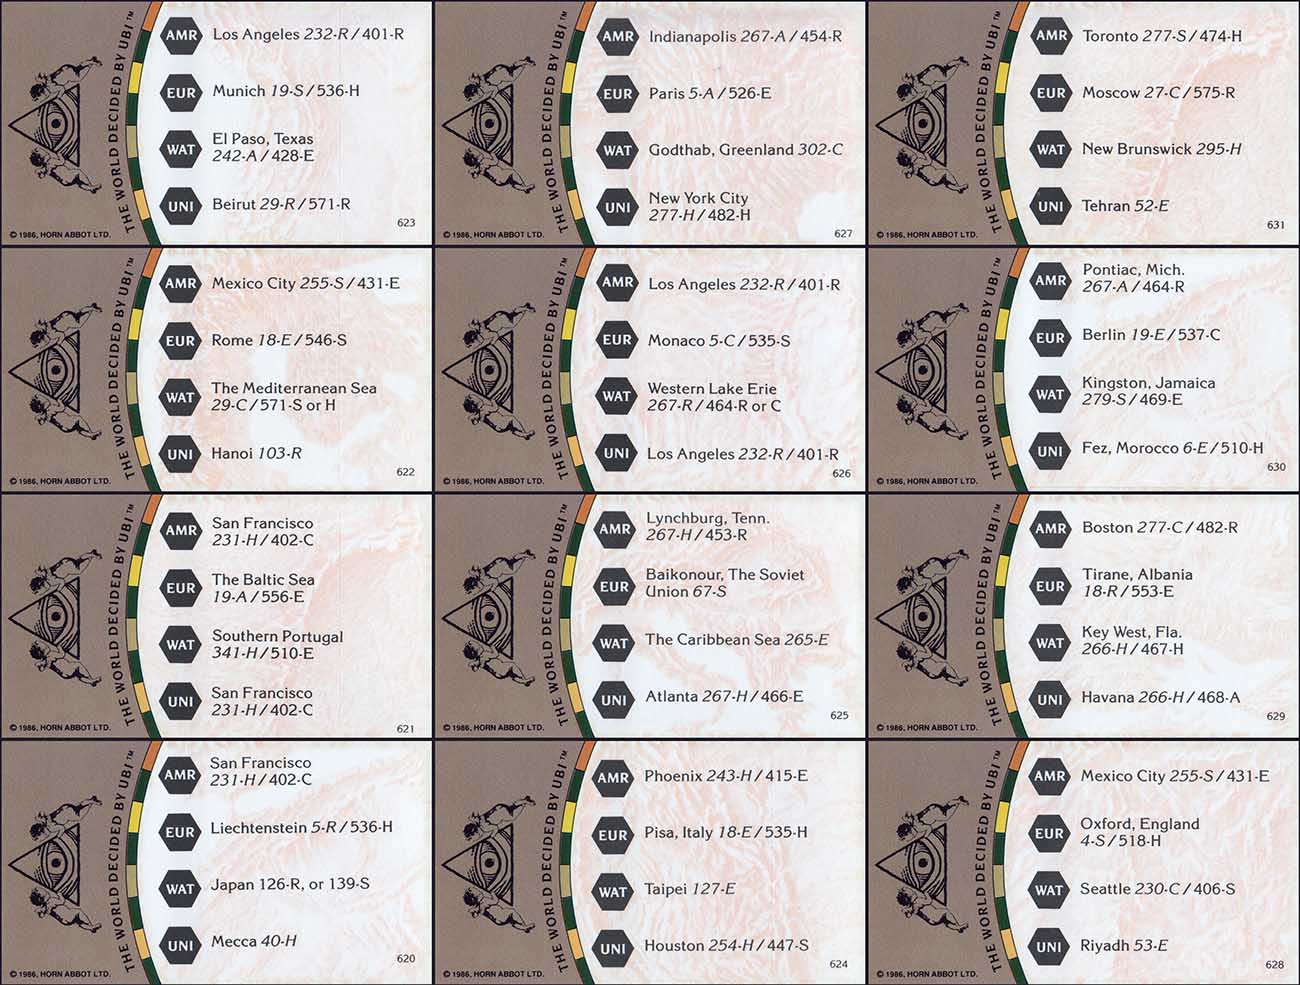 THE WORLD DECIDED BY UBI™
AMR Los Angeles 232-R / 401-R
EUR Munich 19-S / 536-H
WAT El Paso, Texas
242-A / 428-E
UNI Beirut 29-R / 571-R
623
© 1986, HORN ABBOT LTD.
THE WORLD DECIDED BY UBI™
AMR Indianapolis 267-A / 454-R
EUR Paris 5-A / 526-E
WAT Godthab, Greenland 302-C
UNI New York City
277-H / 482-H
627
© 1986, HORN ABBOT LTD.
THE WORLD DECIDED BY UBI™
AMR Toronto 277-S / 474-H
EUR Moscow 27-C / 575-R
WAT New Brunswick 295-H
UNI Tehran 52-E
631
© 1986, HORN ABBOT LTD.
THE WORLD DECIDED BY UBI™
AMR Mexico City 255-S / 431-E
EUR Rome 18-E / 546-S
WAT The Mediterranean Sea
29-C / 571-S or H
UNI Hanoi 103-R
622
© 1986, HORN ABBOT LTD.
THE WORLD DECIDED BY UBI™
AMR Los Angeles 232-R / 401-R
EUR Monaco 5-C / 535-S
WAT Western Lake Erie
267-R / 464-R or C
UNI Los Angeles 232-R / 401-R
626
© 1986, HORN ABBOT LTD.
THE WORLD DECIDED BY UBI™
AMR Pontiac, Mich.
267-A / 464-R
EUR Berlin 19-E / 537-C
WAT Kingston, Jamaica
279-S / 469-E
UNI Fez, Morocco 6-E / 510-H
630
© 1986, HORN ABBOT LTD.
THE WORLD DECIDED BY UBI™
AMR San Francisco
231-H / 402-C
EUR The Baltic Sea
19-A / 556-E
WAT Southern Portugal
341-H / 510-E
UNI San Francisco
231-H / 402-C
621
© 1986, HORN ABBOT LTD.
THE WORLD DECIDED BY UBI™
AMR Lynchburg, Tenn.
267-H / 453-R
EUR Baikonour, The Soviet
Union 67-S
WAT The Caribbean Sea 265-E
UNI Atlanta 267-H / 466-E
625
© 1986, HORN ABBOT LTD.
THE WORLD DECIDED BY UBI™
AMR Boston 277-C / 482-R
EUR Tirane, Albania
18-R / 553-E
WAT Key West, Fla.
266-H / 467-H
UNI Havana 266-H / 468-A
629
© 1986, HORN ABBOT LTD.
THE WORLD DECIDED BY UBI™
AMR San Francisco
231-H / 402-C
EUR Liechtenstein 5-R / 536-H
WAT Japan 126-R, or 139-S
UNI Mecca 40-H
620
© 1986, HORN ABBOT LTD.
THE WORLD DECIDED BY UBI™
AMR Phoenix 243-H / 415-E
EUR Pisa, Italy 18-E / 535-H
WAT Taipei 127-E
UNI Houston 254-H / 447-S
624
© 1986, HORN ABBOT LTD.
THE WORLD DECIDED BY UBI™
AMR Mexico City 255-S / 431-E
EUR Oxford, England
4-S / 518-H
WAT Seattle 230-C / 406-S
UNI Riyadh 53-E
628
© 1986, HORN ABBOT LTD.